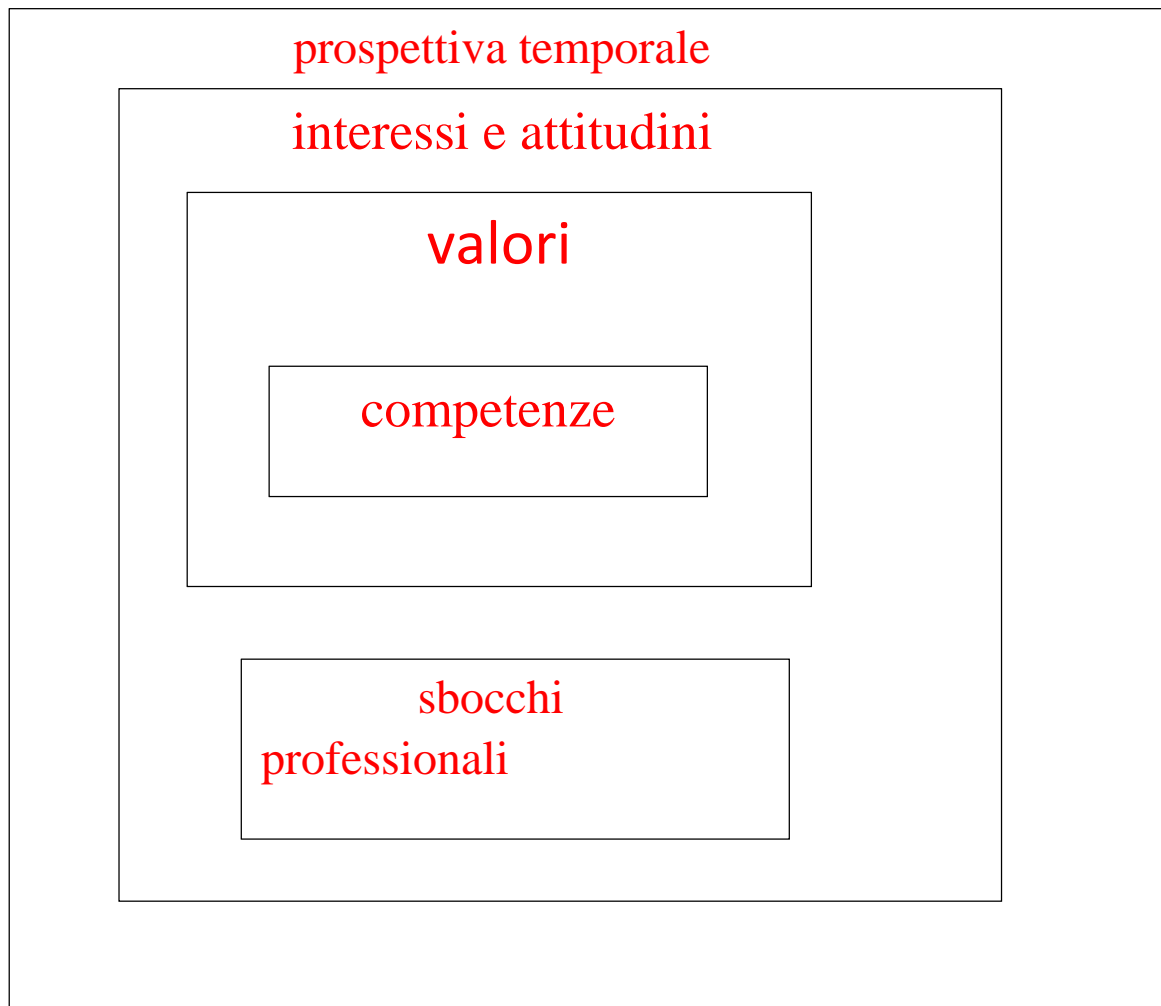 prospettiva temporale
interessi e attitudini
valori
competenze
sbocchi
professionali